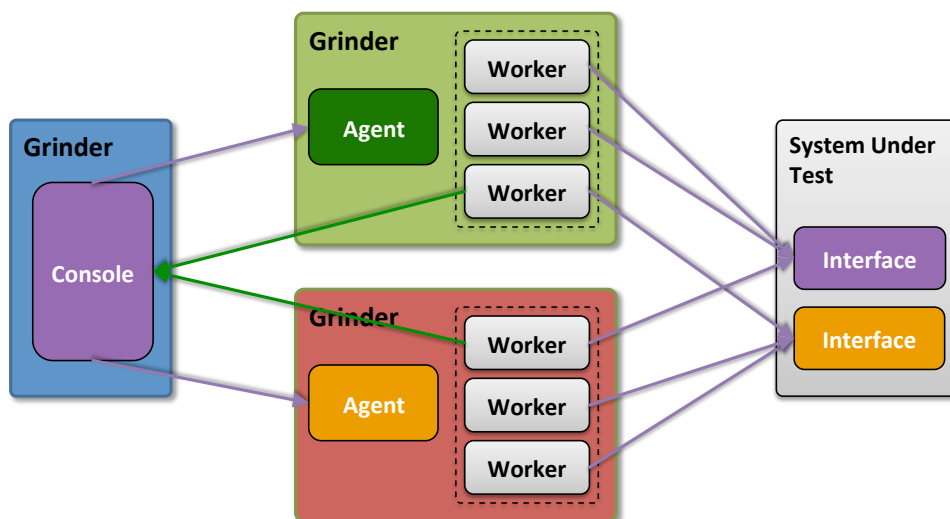 Grinder
Console
Grinder
Agent
Worker
Worker
Worker
Grinder
Agent
Worker
Worker
Worker
System Under
Test
Interface
Interface